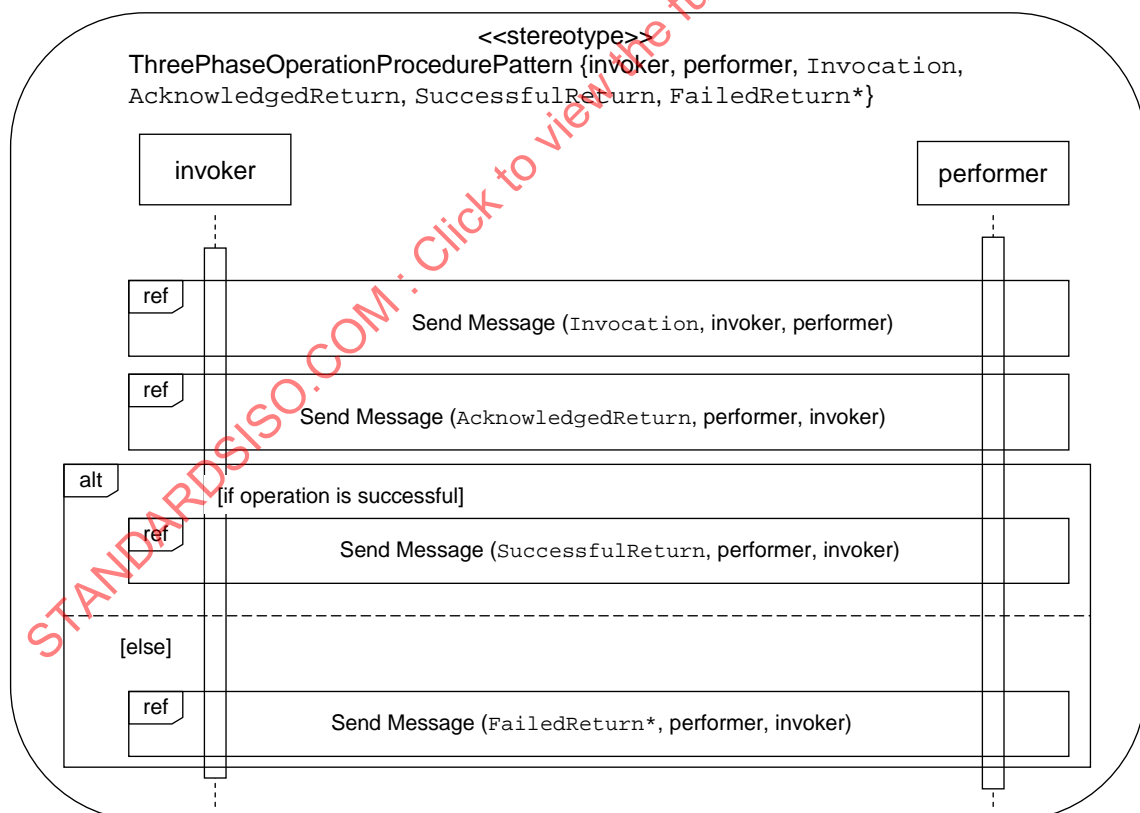 <<stereotype>>
ThreePhaseOperationProcedurePattern {invoker, performer, Invocation,
AcknowledgedReturn, SuccessfulReturn, FailedReturn*}
invoker
performer
ref
Send Message (Invocation, invoker, performer)
ref
Send Message (AcknowledgedReturn, performer, invoker)
alt
[if operation is successful]
ref
Send Message (SuccessfulReturn, performer, invoker)
[else]
ref
Send Message (FailedReturn*, performer, invoker)
STANDARDSISO.COM : Click to view the